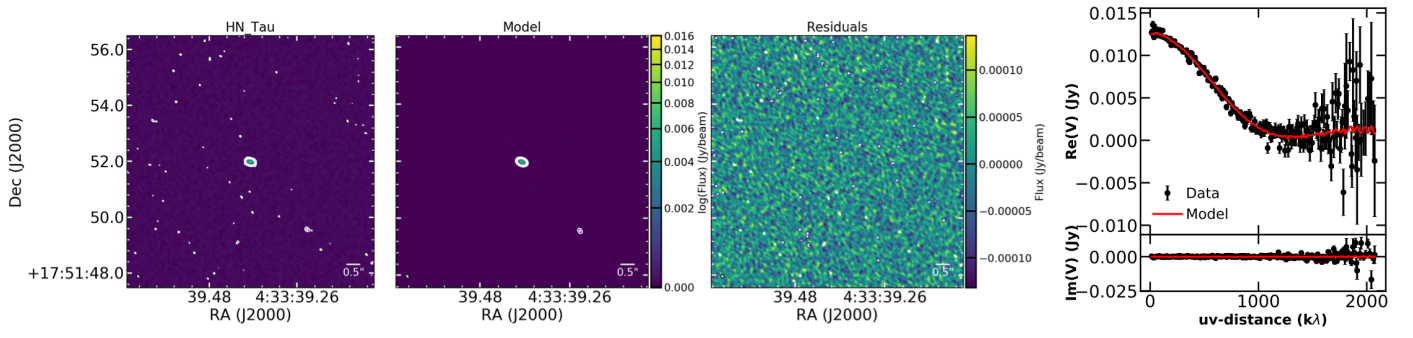 HN_Tau
Model
Residuals
Dec (J2000)
56.0
54.0
52.0
50.0
+17:51:48.0
0.5"
39.48 4:33:39.26
RA (J2000)
0.5"
39.48 4:33:39.26
RA (J2000)
0.016
0.014
0.012
0.010
0.008
0.006
0.004
0.002
0.000
log(Flux) (Jy/beam)
0.5"
39.48 4:33:39.26
RA (J2000)
0.00010
0.00005
0.00000
−0.00005
−0.00010
Flux (Jy/beam)
Re(V) (Jy)
0.015
0.010
0.005
0.000
−0.005
−0.010
Data
Model
Im(V) (Jy)
0.000
−0.025
0 1000 2000
uv-distance (kλ)